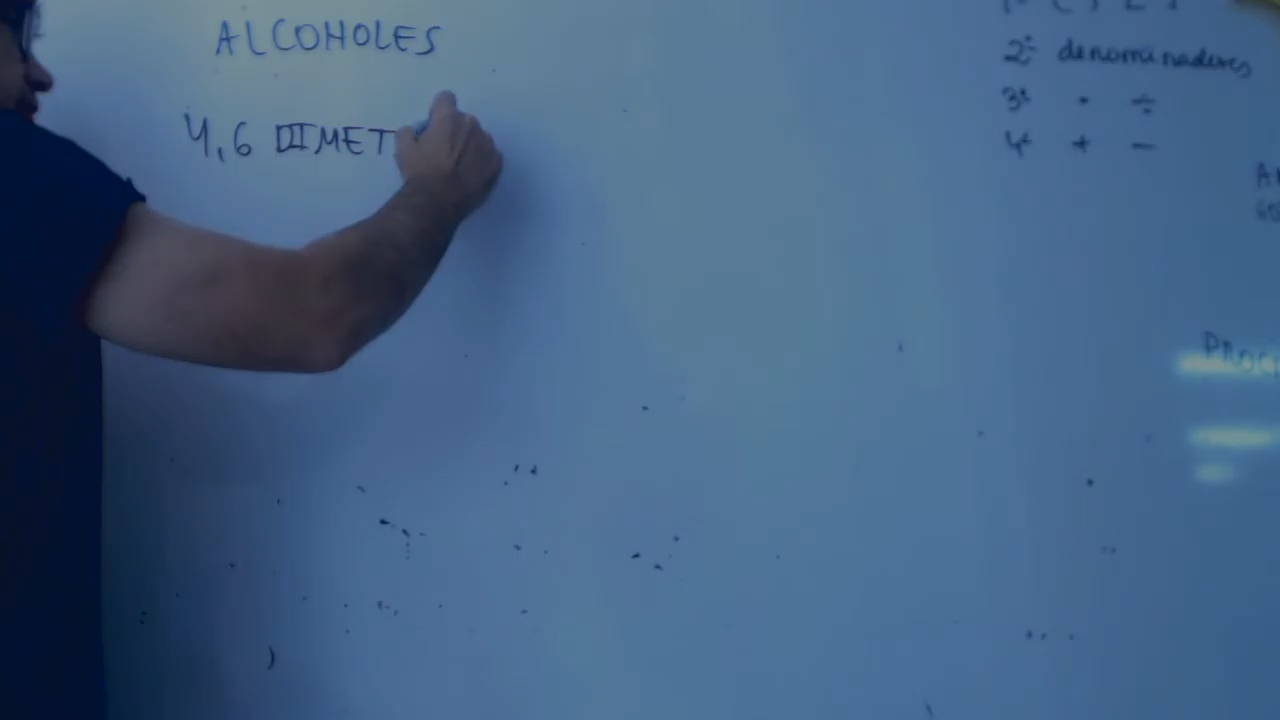 ALCOHOLES
4,6 DIMET
2º denominadores
3º • ÷
4º + −